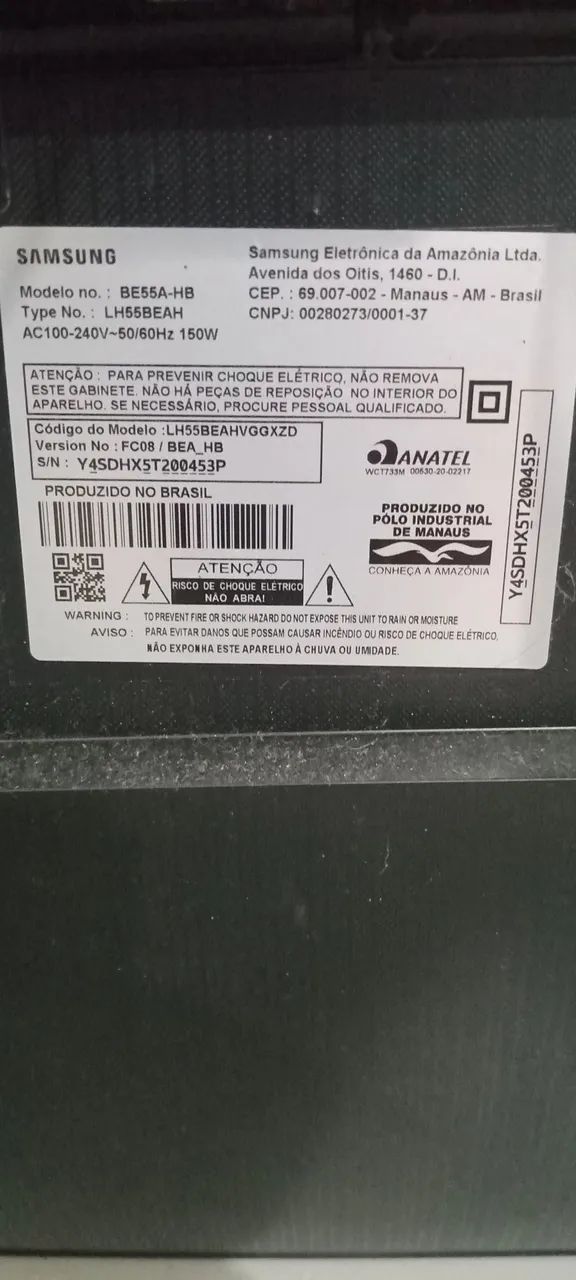 SAMSUNG
Samsung Eletrônica da Amazônia Ltda.
Avenida dos Oitis, 1460 - D.I.
CEP. : 69.007-002 - Manaus - AM - Brasil
CNPJ: 00280273/0001-37
Modelo no. : BE55A-HB
Type No. : LH55BEAH
AC100-240V~50/60Hz 150W
ATENÇÃO : PARA PREVENIR CHOQUE ELÉTRICO, NÃO REMOVA
ESTE GABINETE. NÃO HÁ PEÇAS DE REPOSIÇÃO NO INTERIOR DO
APARELHO. SE NECESSÁRIO, PROCURE PESSOAL QUALIFICADO.
Código do Modelo :LH55BEAHVGGXZD
Version No : FC08 / BEA_HB
S/N : Y4SDHX5T200453P
PRODUZIDO NO BRASIL
ANATEL
WCT733M 00630-20-02217
PRODUZIDO NO
PÓLO INDUSTRIAL
DE MANAUS
CONHEÇA A AMAZÔNIA
Y4SDHX5T200453P
ATENÇÃO
RISCO DE CHOQUE ELÉTRICO
NÃO ABRA!
WARNING : TO PREVENT FIRE OR SHOCK HAZARD DO NOT EXPOSE THIS UNIT TO RAIN OR MOISTURE
AVISO : PARA EVITAR DANOS QUE POSSAM CAUSAR INCÊNDIO OU RISCO DE CHOQUE ELÉTRICO,
NÃO EXPONHA ESTE APARELHO À CHUVA OU UMIDADE.